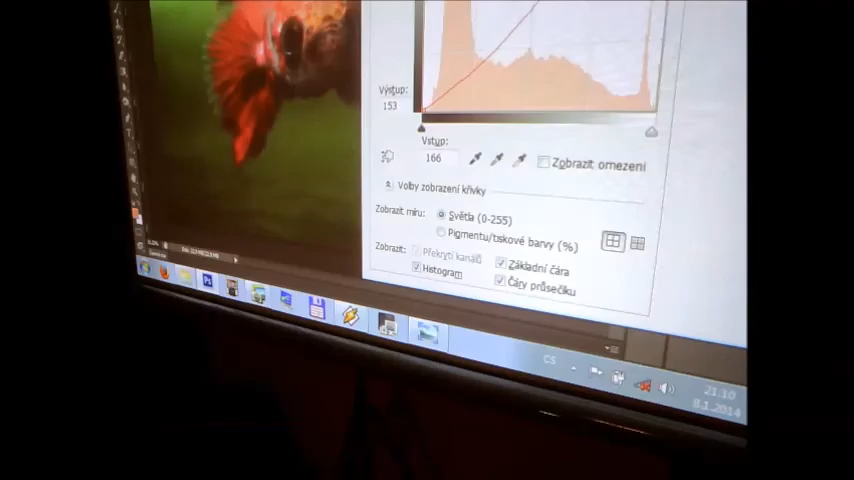 Výstup:
153
Vstup:
166
Zobrazit omezení
Volby zobrazení křivky
Zobrazit míru:
Světla (0-255)
Pigmentu/tiskové barvy (%)
Zobrazit:
Překrytí kanálů
Základní čára
Histogram
Čáry průsečíku
Ps
CS
21:10
8.1.2014